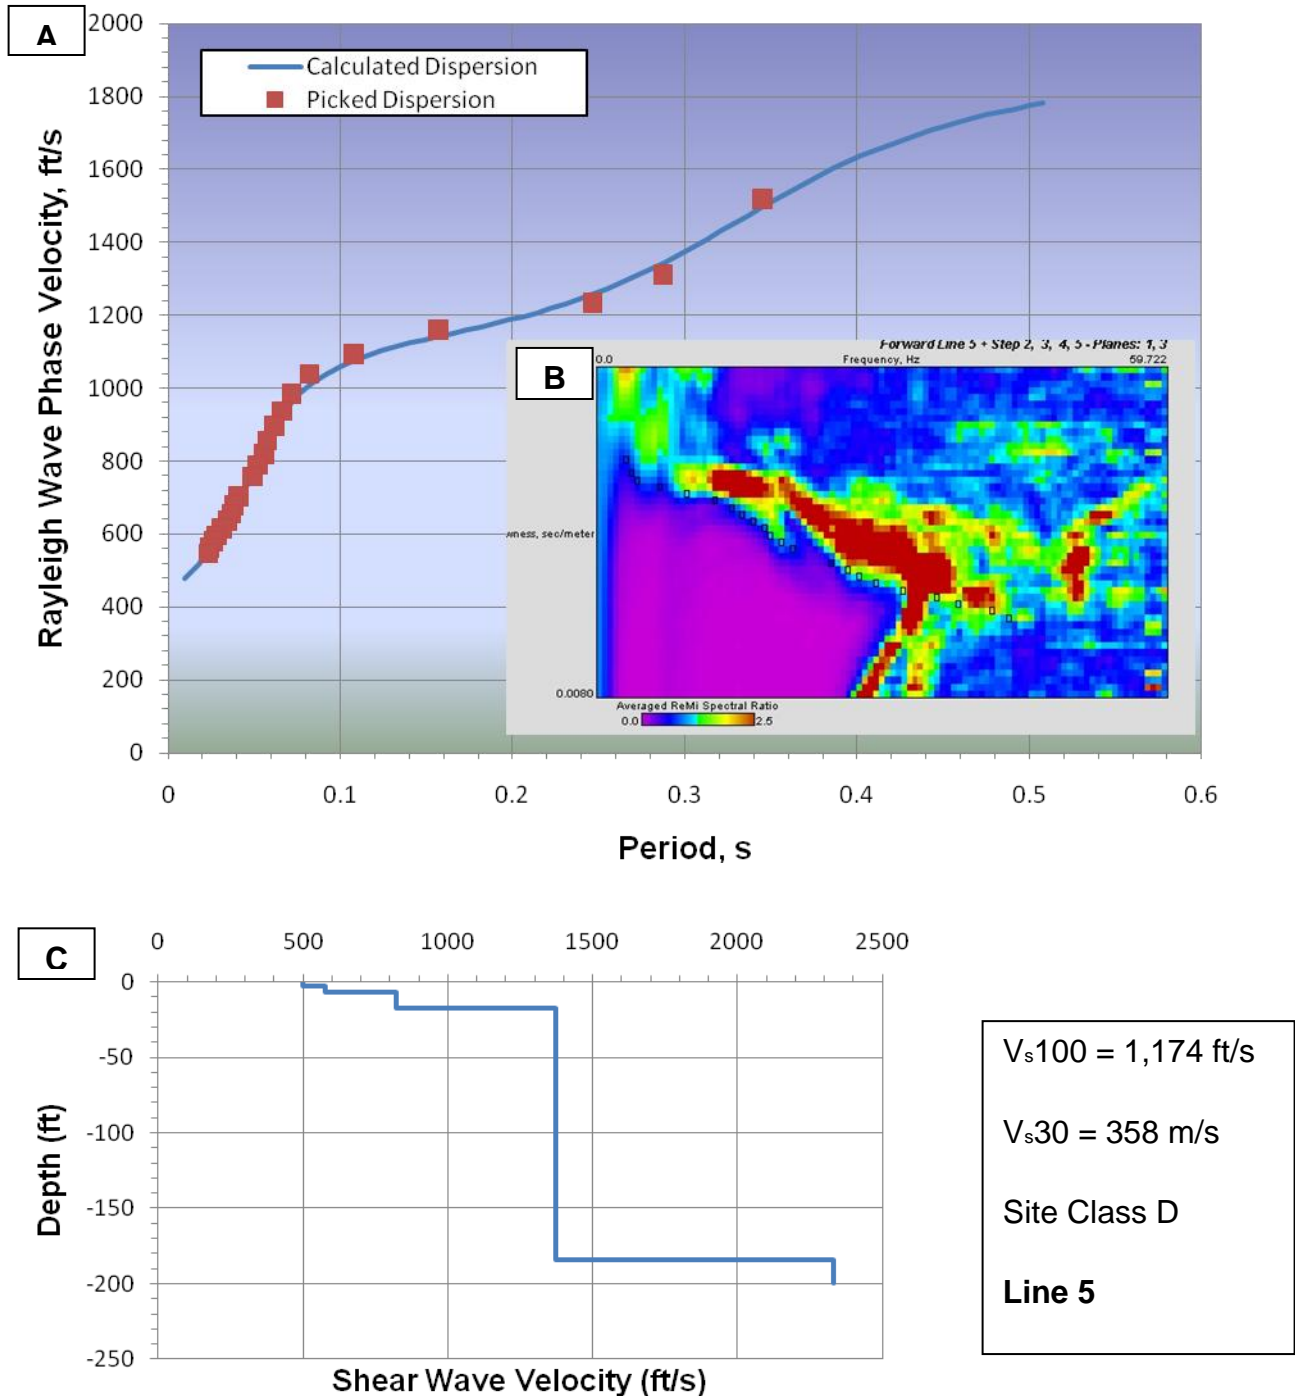 A
2000
1800
1600
1400
1200
1000
800
600
400
200
0
Rayleigh Wave Phase Velocity, ft/s
Calculated Dispersion
Picked Dispersion
0 0.1 0.2 0.3 0.4 0.5 0.6
Period, s
B
Forward Line 5 + Step 2, 3, 4, 5 - Planes: 1, 3
0.0 Frequency, Hz 59.722
wness, sec/meter
0.0080
Averaged ReMi Spectral Ratio
0.0 2.5
C
0 500 1000 1500 2000 2500
0
-50
-100
-150
-200
-250
Depth (ft)
Shear Wave Velocity (ft/s)
Vs100 = 1,174 ft/s
Vs30 = 358 m/s
Site Class D
Line 5